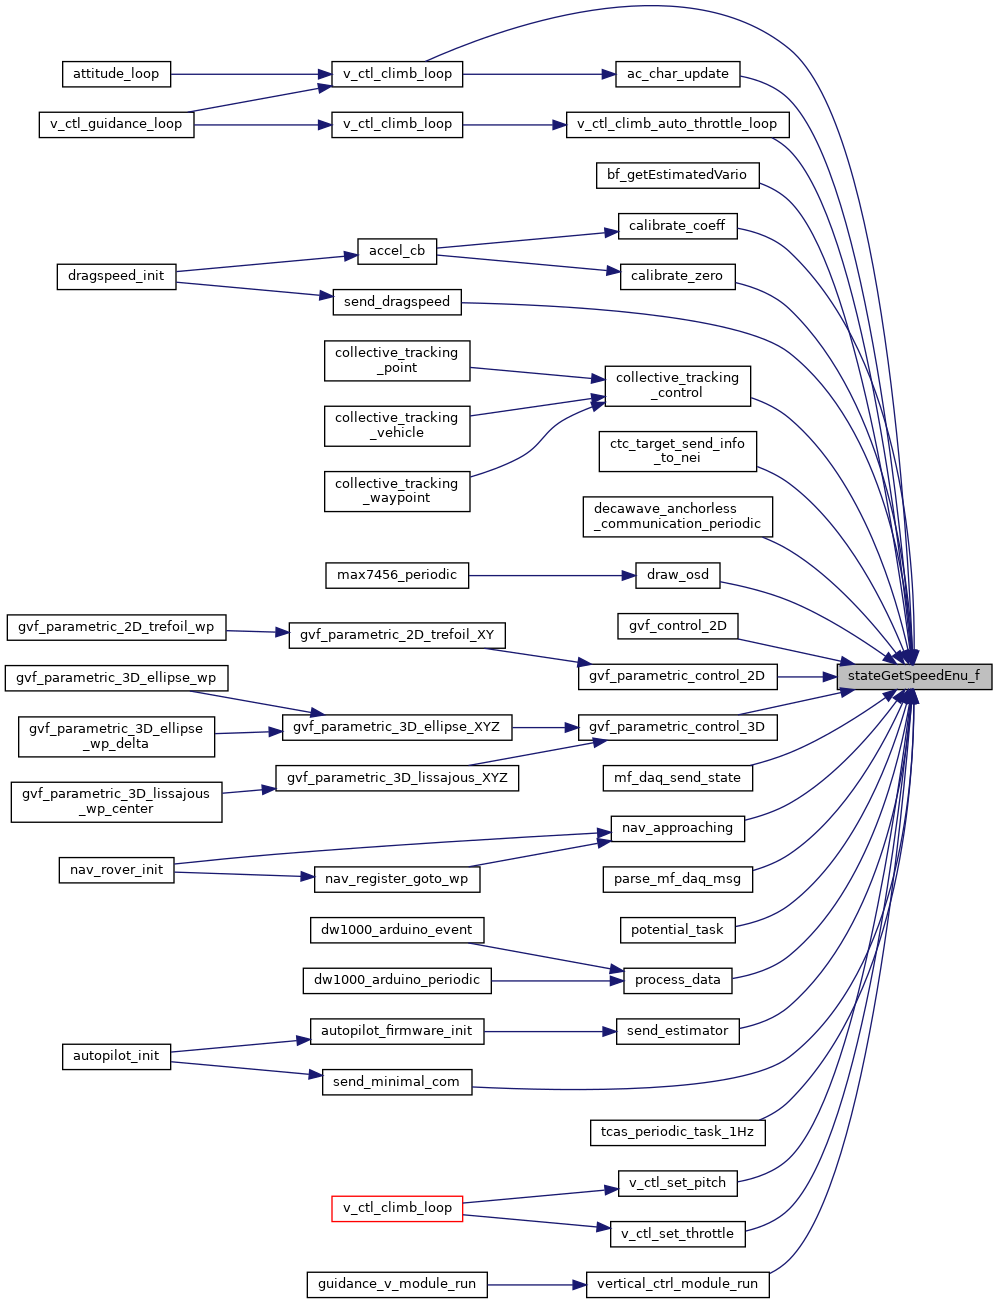 attitude_loop
v_ctl_climb_loop
ac_char_update
v_ctl_guidance_loop
v_ctl_climb_loop
v_ctl_climb_auto_throttle_loop
bf_getEstimatedVario
calibrate_coeff
accel_cb
dragspeed_init
calibrate_zero
send_dragspeed
collective_tracking
_point
collective_tracking
_control
collective_tracking
_vehicle
ctc_target_send_info
_to_nei
collective_tracking
_waypoint
decawave_anchorless
_communication_periodic
max7456_periodic
draw_osd
gvf_parametric_2D_trefoil_wp
gvf_parametric_2D_trefoil_XY
gvf_control_2D
gvf_parametric_3D_ellipse_wp
gvf_parametric_control_2D
stateGetSpeedEnu_f
gvf_parametric_3D_ellipse
_wp_delta
gvf_parametric_3D_ellipse_XYZ
gvf_parametric_control_3D
gvf_parametric_3D_lissajous_XYZ
mf_daq_send_state
gvf_parametric_3D_lissajous
_wp_center
nav_approaching
nav_rover_init
nav_register_goto_wp
parse_mf_daq_msg
dw1000_arduino_event
potential_task
dw1000_arduino_periodic
process_data
autopilot_firmware_init
send_estimator
autopilot_init
send_minimal_com
tcas_periodic_task_1Hz
v_ctl_set_pitch
v_ctl_climb_loop
v_ctl_set_throttle
guidance_v_module_run
vertical_ctrl_module_run